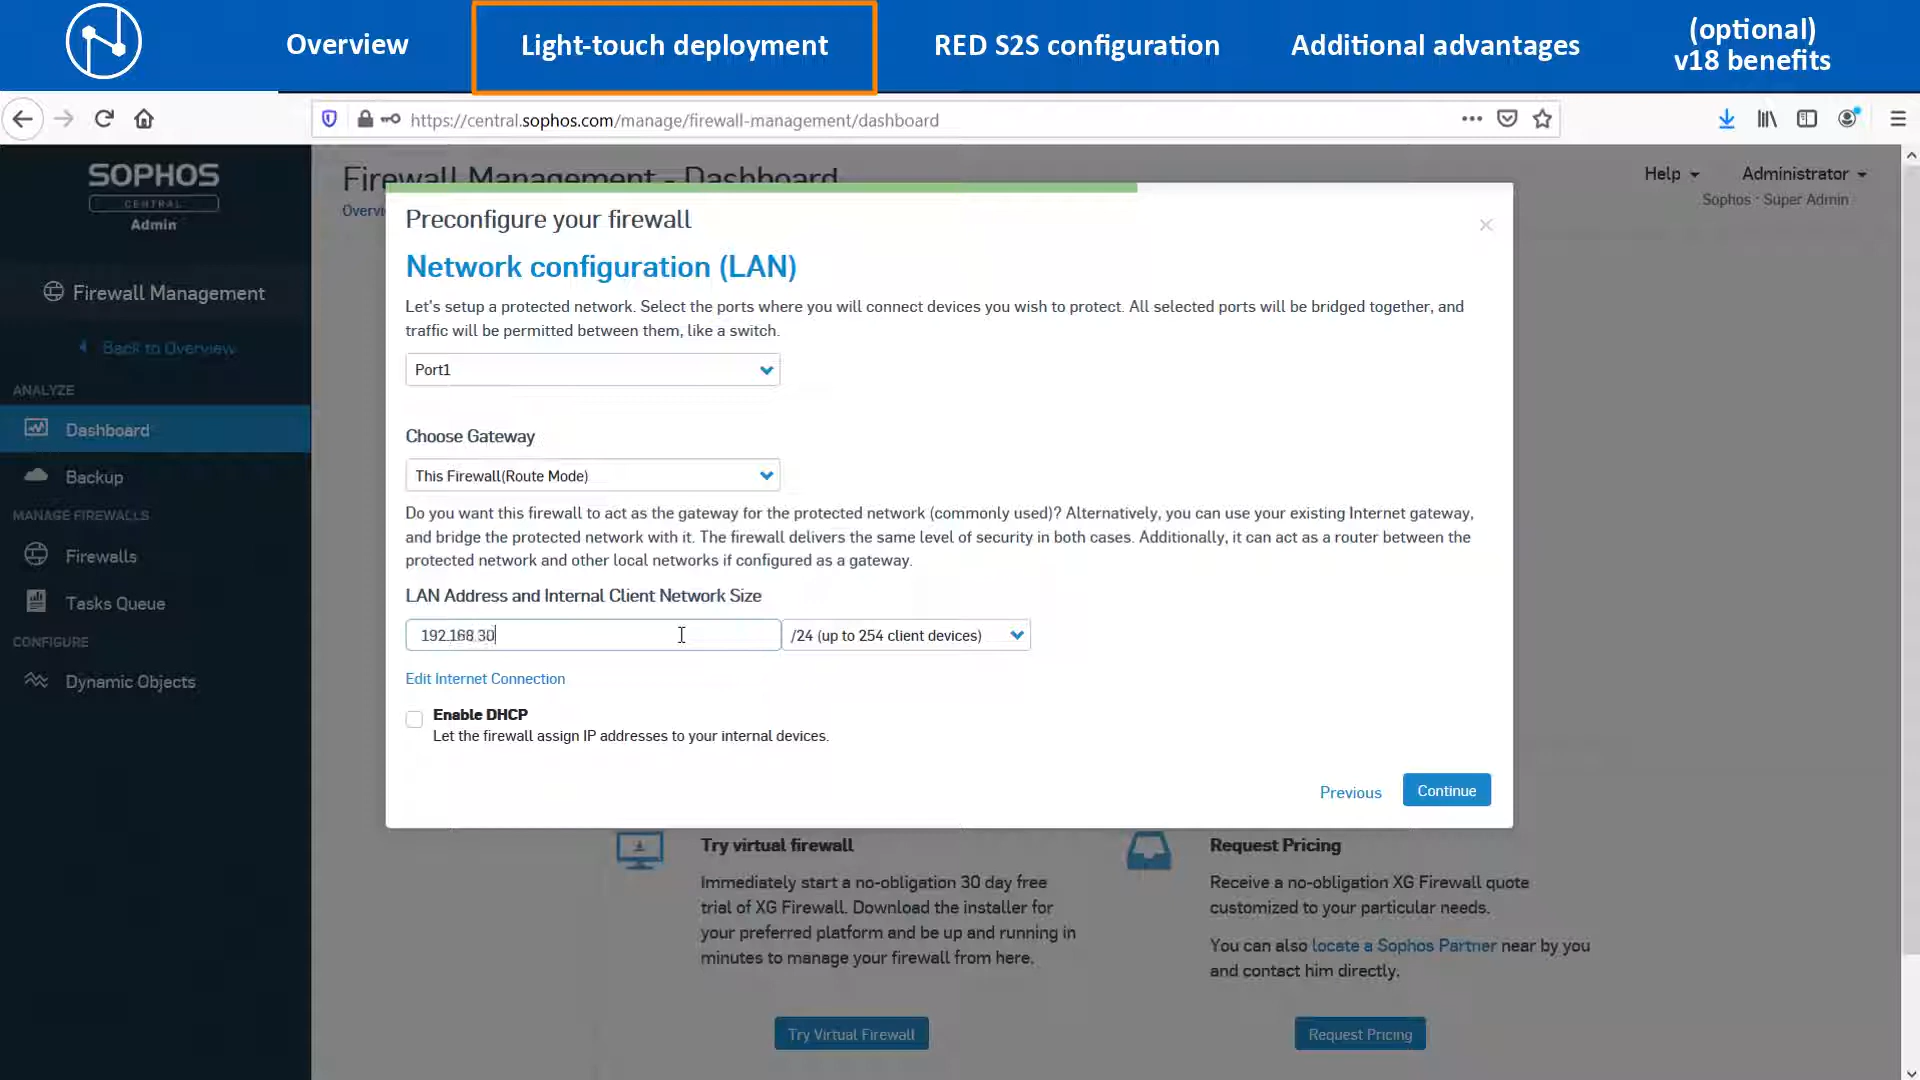 Overview
Light-touch deployment
RED S2S configuration
Additional advantages
(optional)
v18 benefits
https://central.sophos.com/manage/firewall-management/dashboard
SOPHOS
CENTRAL
Admin
Firewall Management
Back to Overview
ANALYZE
Dashboard
Backup
MANAGE FIREWALLS
Firewalls
Tasks Queue
CONFIGURE
Dynamic Objects
Firewall Management - Dashboard
Help
Administrator
Sophos · Super Admin
Preconfigure your firewall
Network configuration (LAN)
Let's setup a protected network. Select the ports where you will connect devices you wish to protect. All selected ports will be bridged together, and
traffic will be permitted between them, like a switch.
Port1
Choose Gateway
This Firewall(Route Mode)
Do you want this firewall to act as the gateway for the protected network (commonly used)? Alternatively, you can use your existing Internet gateway,
and bridge the protected network with it. The firewall delivers the same level of security in both cases. Additionally, it can act as a router between the
protected network and other local networks if configured as a gateway.
LAN Address and Internal Client Network Size
192.168.30
/24 (up to 254 client devices)
Edit Internet Connection
Enable DHCP
Let the firewall assign IP addresses to your internal devices.
Previous
Continue
Try virtual firewall
Immediately start a no-obligation 30 day free
trial of XG Firewall. Download the installer for
your preferred platform and be up and running in
minutes to manage your firewall from here.
Try Virtual Firewall
Request Pricing
Receive a no-obligation XG Firewall quote
customized to your particular needs.
You can also locate a Sophos Partner near by you
and contact him directly.
Request Pricing